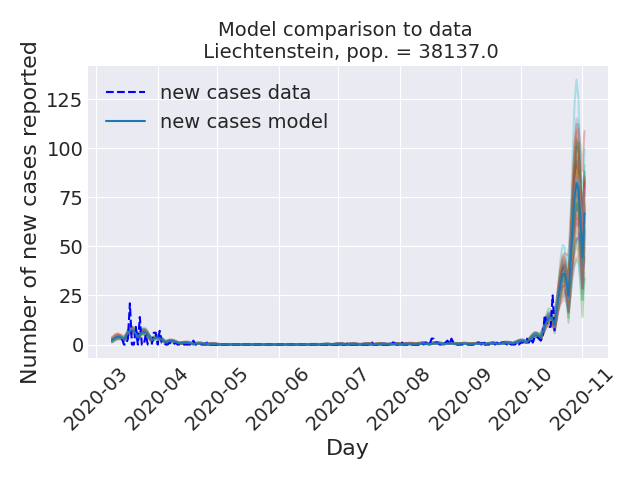 Model comparison to data
Liechtenstein, pop. = 38137.0
Number of new cases reported
125
100
75
50
25
0
new cases data
new cases model
2020-03
2020-04
2020-05
2020-06
2020-07
2020-08
2020-09
2020-10
2020-11
Day